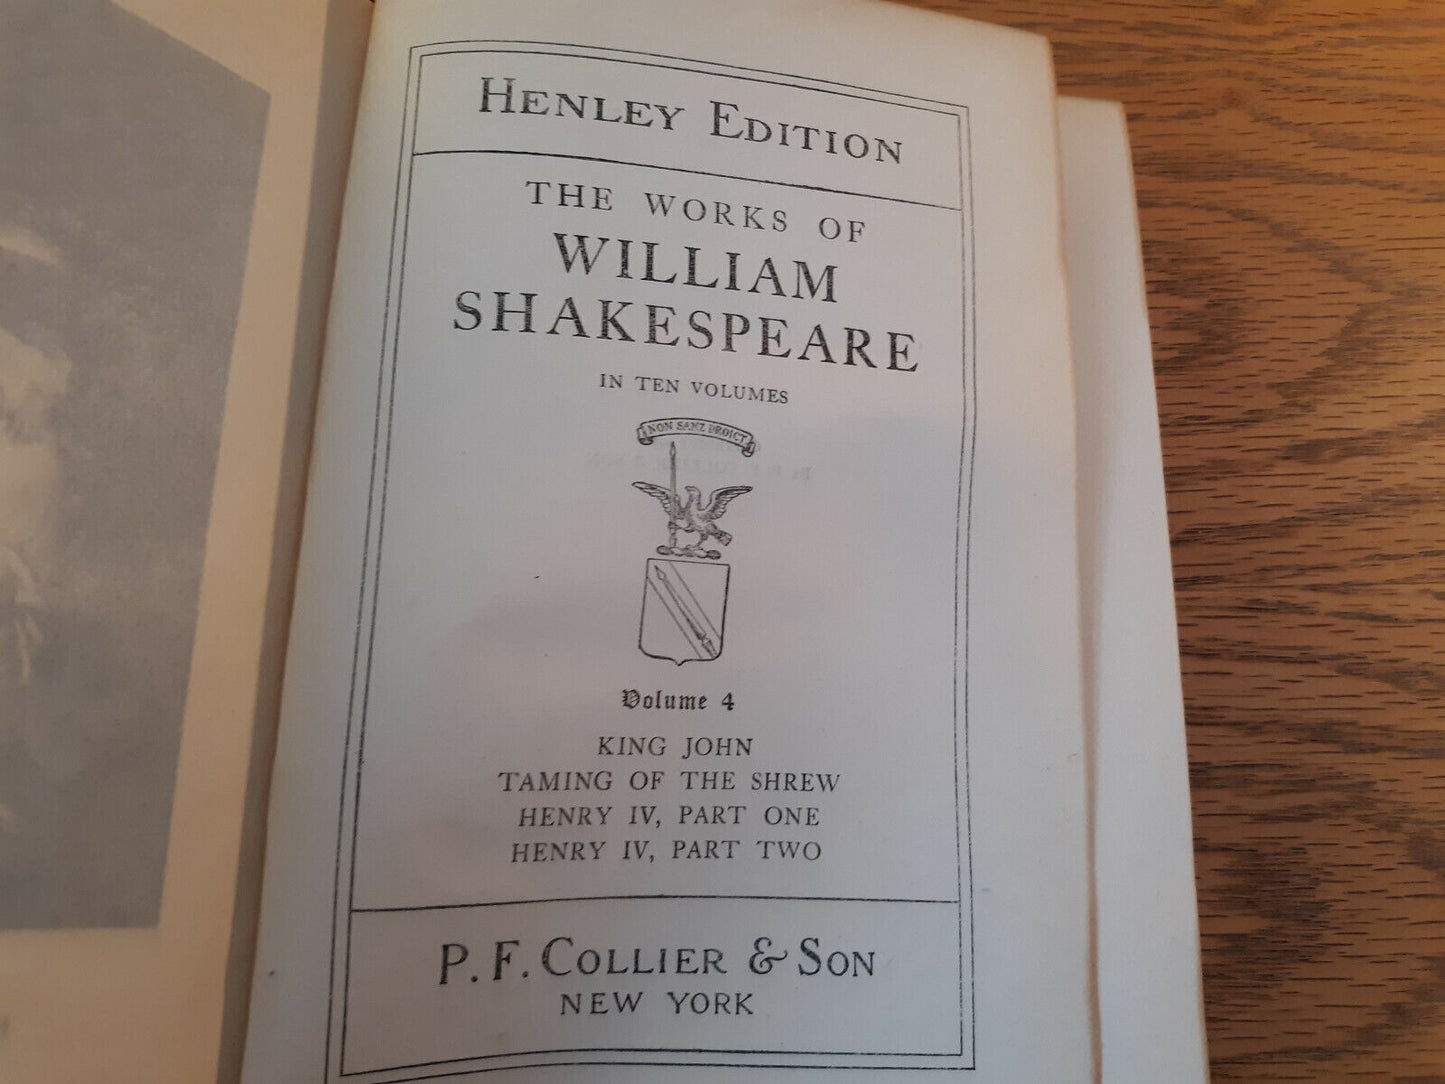 HENLEY EDITION
THE WORKS OF
WILLIAM
SHAKESPEARE
IN TEN VOLUMES
NON SANZ DROICT
Volume 4
KING JOHN
TAMING OF THE SHREW
HENRY IV, PART ONE
HENRY IV, PART TWO
P. F. COLLIER & SON
NEW YORK